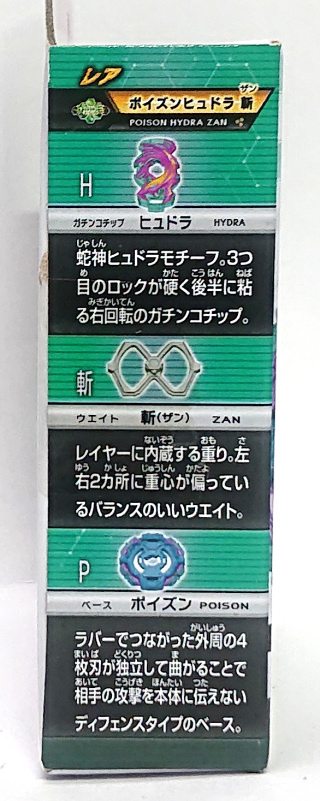 レア
ポイズンヒュドラ 斬
ザン
POISON HYDRA ZAN
H
ガチンコチップ ヒュドラ HYDRA
じゃしん
蛇神ヒュドラモチーフ。3つ
め かた こうはん ねば
目のロックが硬く後半に粘
みぎかいてん
る右回転のガチンコチップ。
斬
ウエイト 斬(ザン) ZAN
ないぞう おも さ
レイヤーに内蔵する重り。左
ゆう かしょ じゅうしん かたよ
右2カ所に重心が偏ってい
るバランスのいいウエイト。
P
ベース ポイズン POISON
がいしゅう
ラバーでつながった外周の4
まいば どくりつ ま
枚刃が独立して曲がることで
あいて こうげき ほんたい つた
相手の攻撃を本体に伝えない
ディフェンスタイプのベース。